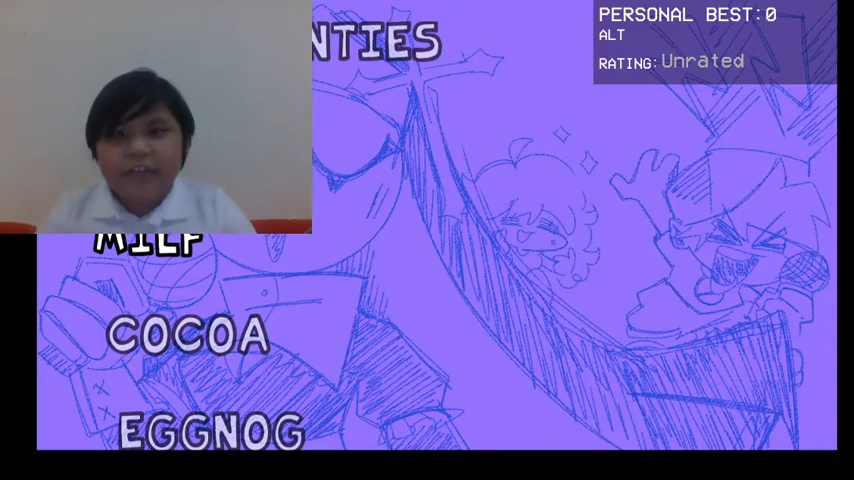 NTIES
PERSONAL BEST:0
ALT
RATING:Unrated
MILF
COCOA
EGGNOG